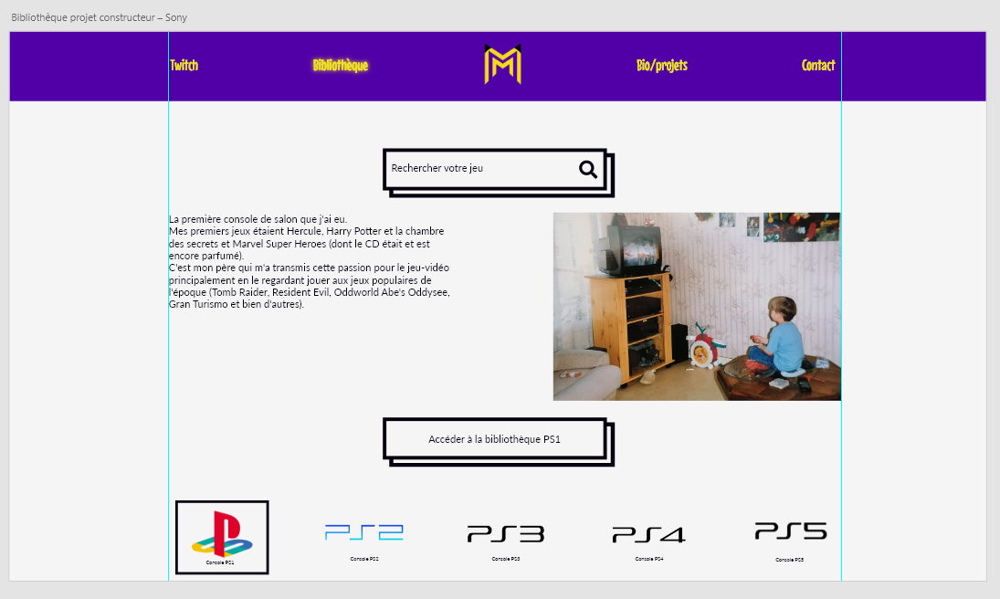 Bibliothèque projet constructeur – Sony
Twitch
Bibliothèque
M
Bio/projets
Contact
Rechercher votre jeu
La première console de salon que j'ai eu.
Mes premiers jeux étaient Hercule, Harry Potter et la chambre
des secrets et Marvel Super Heroes (dont le CD était et est
encore parfumé).
C'est mon père qui m'a transmis cette passion pour le jeu-vidéo
principalement en le regardant jouer aux jeux populaires de
l'époque (Tomb Raider, Resident Evil, Oddworld Abe's Oddysee,
Gran Turismo et bien d'autres).
Accéder à la bibliothèque PS1
PS2
PS3
PS4
PS5
Console PS1
Console PS2
Console PS3
Console PS4
Console PS5